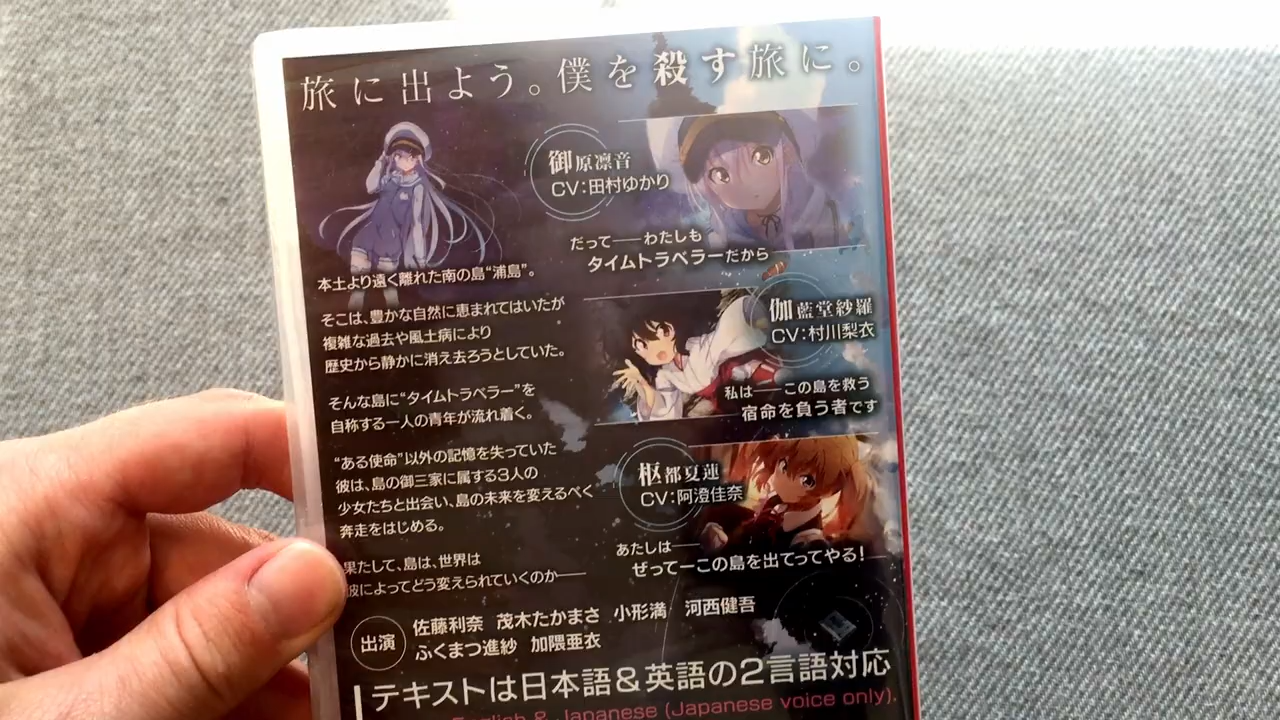 旅に出よう。僕を殺す旅に。
御原凛音
CV:田村ゆかり
だって──わたしも
タイムトラベラーだから
本土より遠く離れた南の島“浦島”。
そこは、豊かな自然に恵まれてはいたが
複雑な過去や風土病により
歴史から静かに消え去ろうとしていた。
そんな島に“タイムトラベラー”を
自称する一人の青年が流れ着く。
“ある使命”以外の記憶を失っていた
彼は、島の御三家に属する3人の
少女たちと出会い、島の未来を変えるべく
奔走をはじめる。
果たして、島は、世界は
彼によってどう変えられていくのか──
伽藍堂紗羅
CV:村川梨衣
私は──この島を救う
宿命を負う者です
枢都夏蓮
CV:阿澄佳奈
あたしは──
ぜってーこの島を出てってやる!
出演
佐藤利奈 茂木たかまさ 小形満 河西健吾
ふくまつ進紗 加隈亜衣
テキストは日本語&英語の2言語対応
English & Japanese (Japanese voice only).